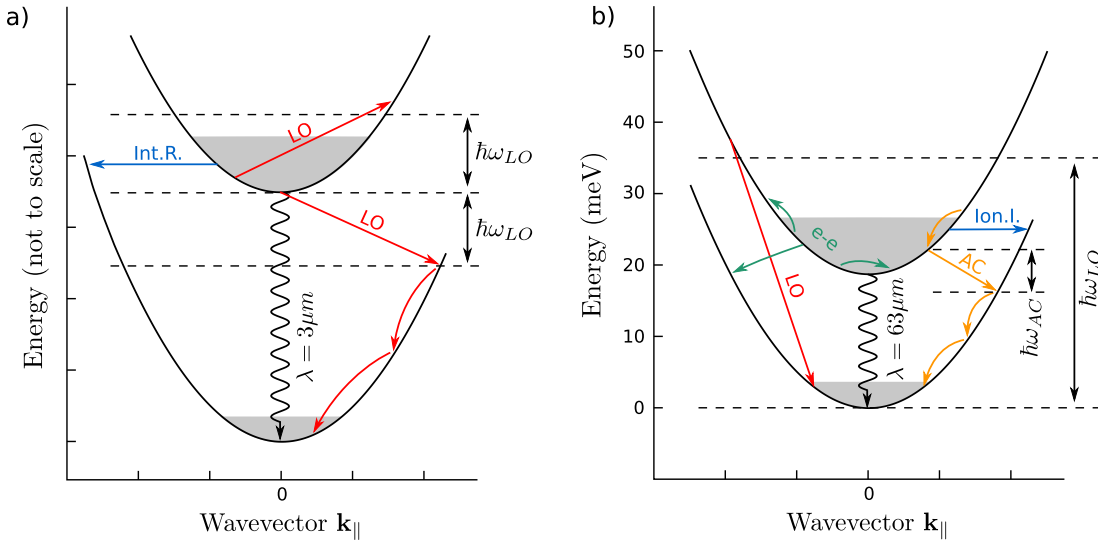 a)
Energy (not to scale)
Int.R.
LO
LO
ħω_LO
ħω_LO
λ = 3μm
0
Wavevector k_∥
b)
Energy (meV)
50
40
30
20
10
0
e-e
LO
Ion.I.
AC
ħω_AC
ħω_LO
λ = 63μm
0
Wavevector k_∥